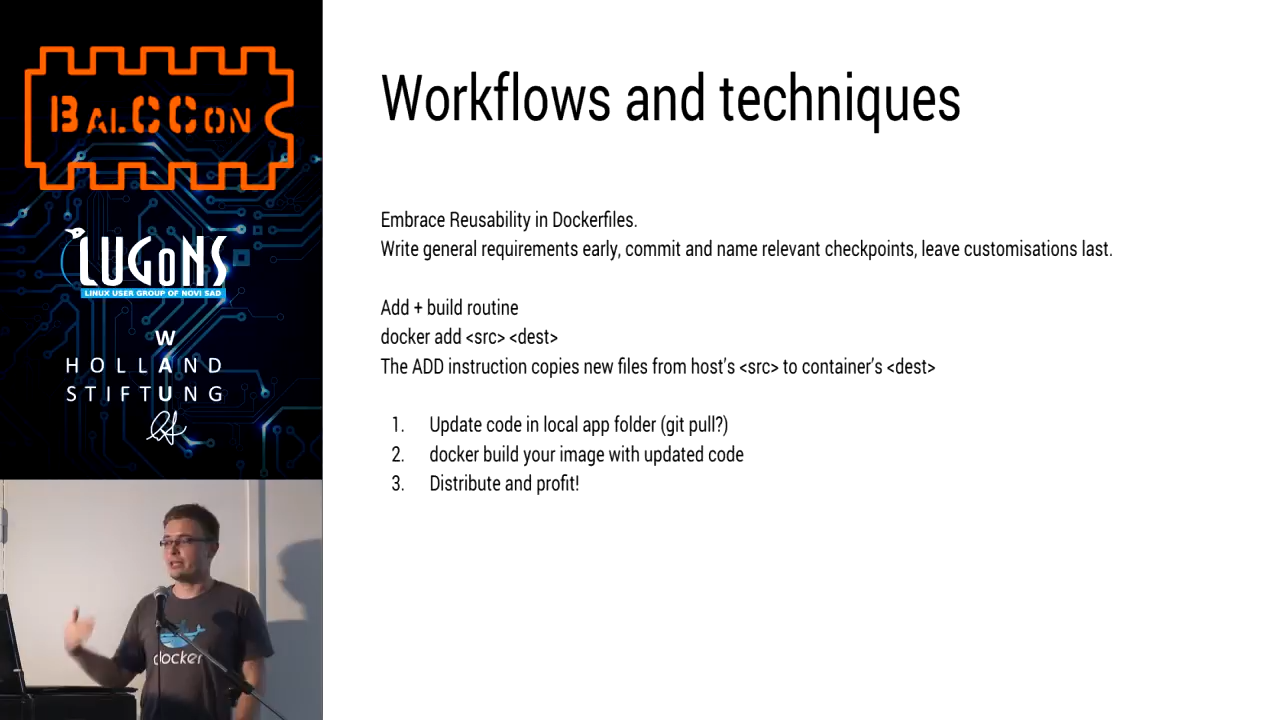 BALCCON
LUGONS
LINUX USER GROUP OF NOVI SAD
W
HOLLAND
STIFTUNG
Workflows and techniques
Embrace Reusability in Dockerfiles.
Write general requirements early, commit and name relevant checkpoints, leave customisations last.
Add + build routine
docker add <src> <dest>
The ADD instruction copies new files from host's <src> to container's <dest>
1. Update code in local app folder (git pull?)
2. docker build your image with updated code
3. Distribute and profit!
docker